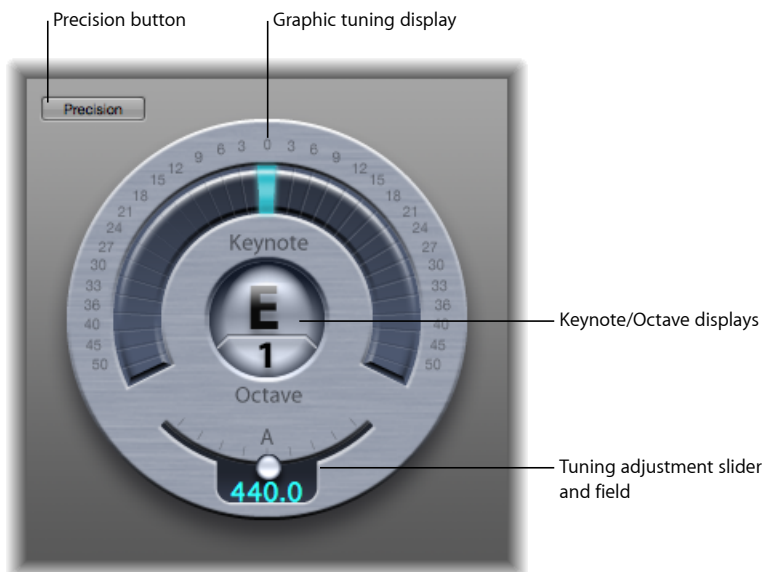 Precision button
Graphic tuning display
Precision
50 45 40 36 33 30 27 24 21 18 15 12 9 6 3 0 3 6 9 12 15 18 21 24 27 30 33 36 40 45 50
Keynote
E
1
Octave
A
440.0
Keynote/Octave displays
Tuning adjustment slider
and field